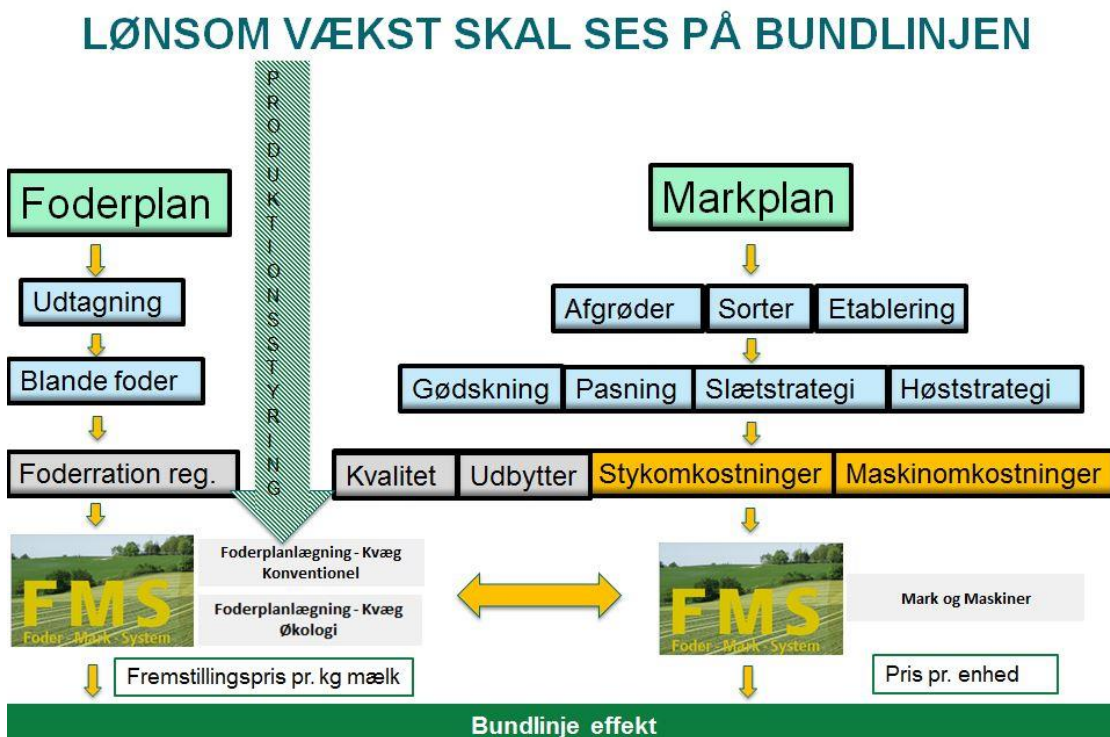 LØNSOM VÆKST SKAL SES PÅ BUNDLINJEN
PRODUKTIONSSTYRING
Foderplan
Udtagning
Blande foder
Foderration reg.
Markplan
Afgrøder Sorter Etablering
Gødskning Pasning Slætstrategi Høststrategi
Kvalitet Udbytter Stykomkostninger Maskinomkostninger
FMS
Foder - Mark - System
Foderplanlægning - Kvæg
Konventionel
Foderplanlægning - Kvæg
Økologi
FMS
Foder - Mark - System
Mark og Maskiner
Fremstillingspris pr. kg mælk
Pris pr. enhed
Bundlinje effekt